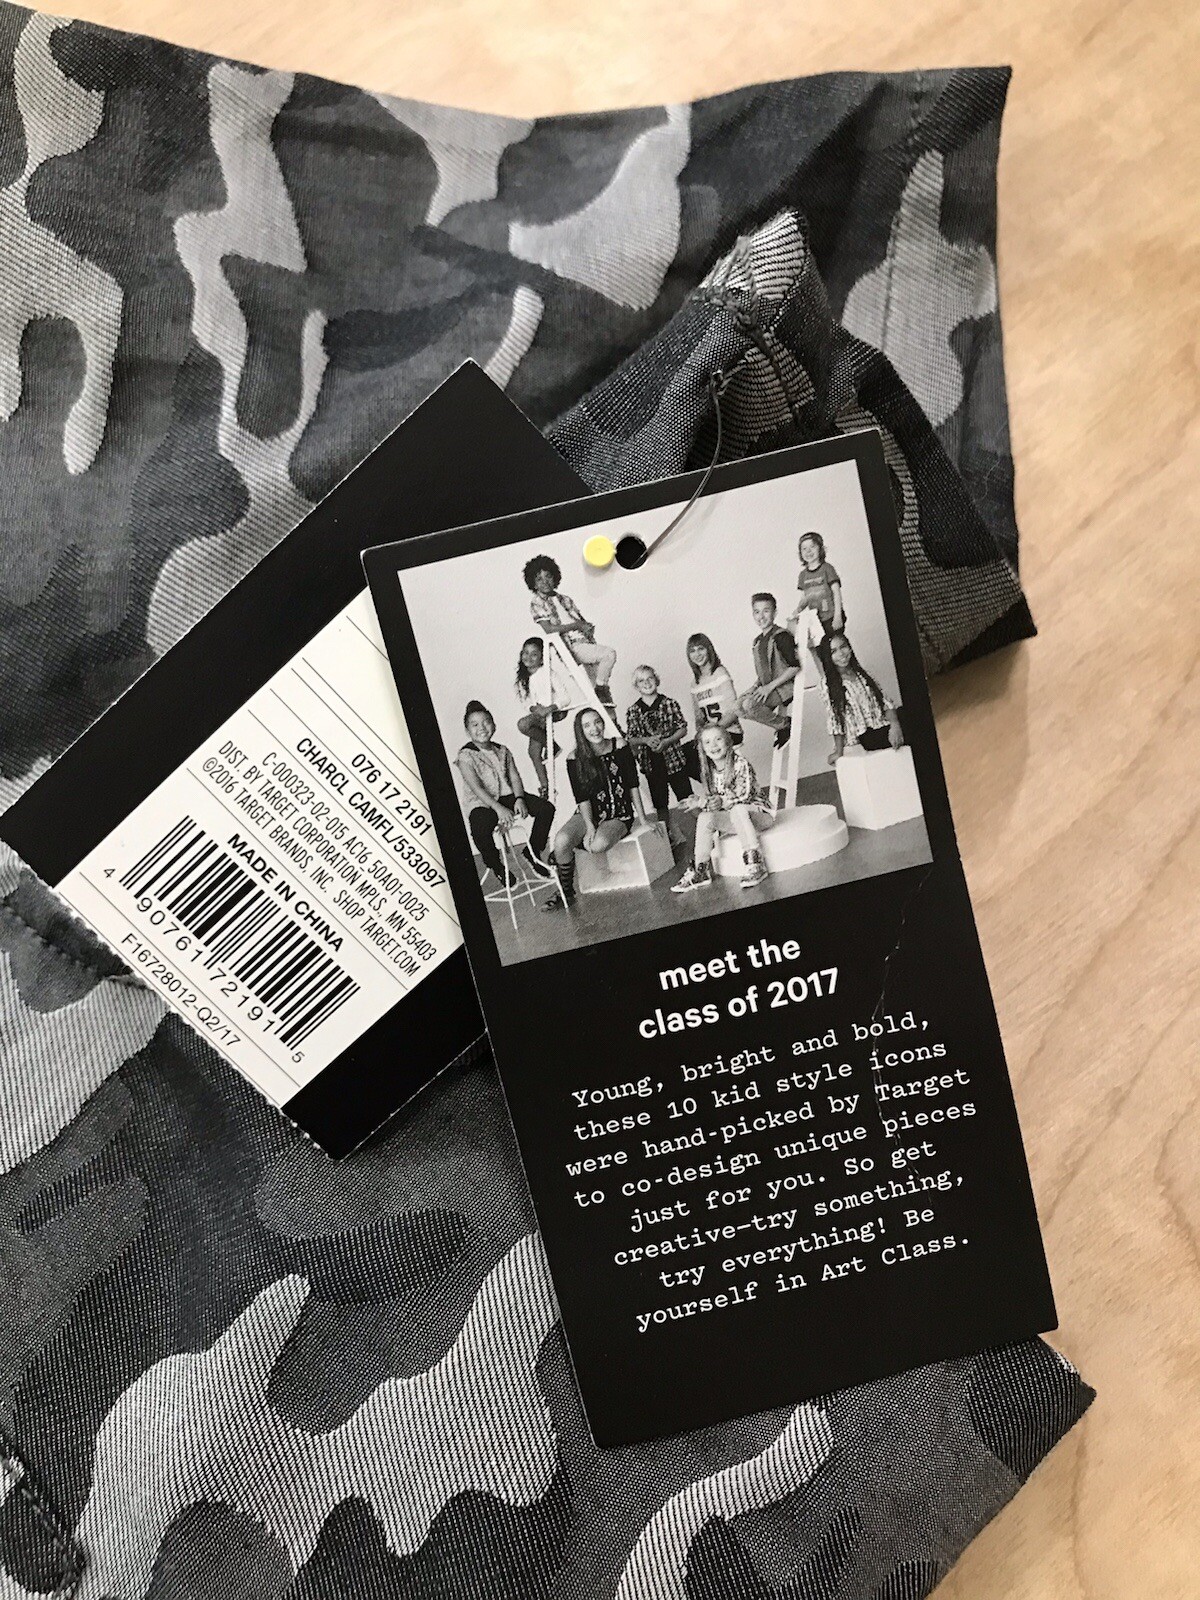 076 17 2191
CHARCL CAMFL/533097
C-000323-02-015 AC16 50A01-0025
DIST. BY TARGET CORPORATION MPLS., MN 55403
©2016 TARGET BRANDS, INC. SHOP TARGET.COM
MADE IN CHINA
4 90761 72191 5
F16728012-Q2/17
meet the
class of 2017
Young, bright and bold,
these 10 kid style icons
were hand-picked by Target
to co-design unique pieces
just for you. So get
creative—try something,
try everything! Be
yourself in Art Class.